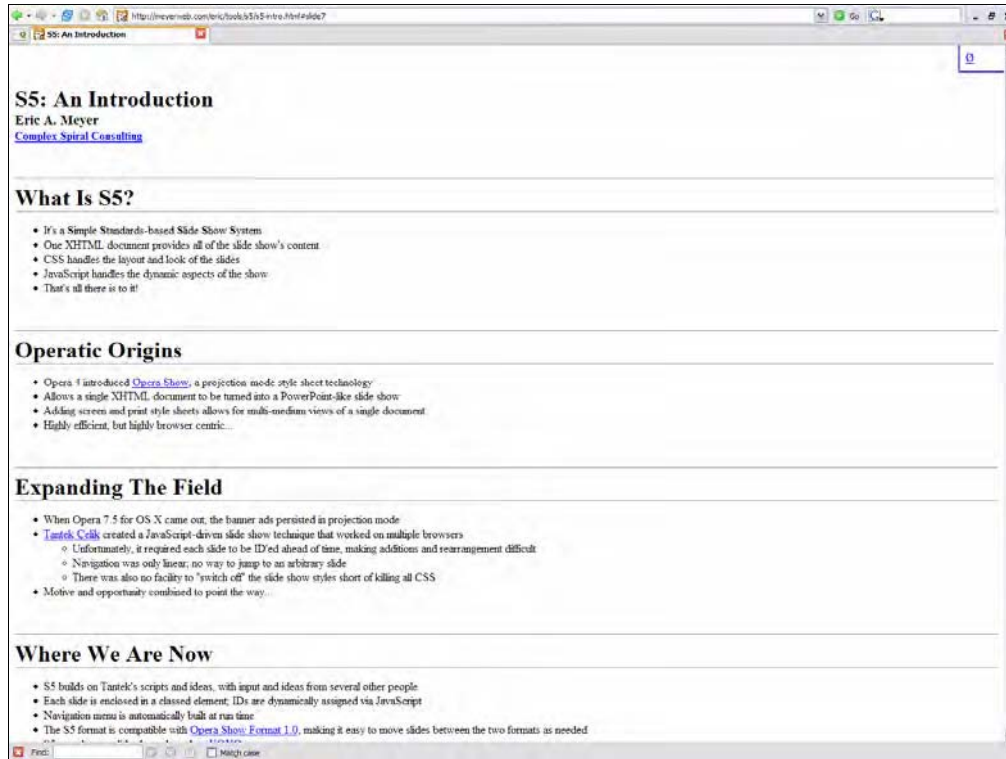 http://meyerweb.com/eric/tools/s5/s5-intro.html#slide7
Go
S5: An Introduction
Ø
S5: An Introduction
Eric A. Meyer
Complex Spiral Consulting
What Is S5?
It's a Simple Standards-based Slide Show System
One XHTML document provides all of the slide show's content
CSS handles the layout and look of the slides
JavaScript handles the dynamic aspects of the show
That's all there is to it!
Operatic Origins
Opera 4 introduced Opera Show, a projection mode style sheet technology
Allows a single XHTML document to be turned into a PowerPoint-like slide show
Adding screen and print style sheets allows for multi-medium views of a single document
Highly efficient, but highly browser centric...
Expanding The Field
When Opera 7.5 for OS X came out, the banner ads persisted in projection mode
Tantek Çelik created a JavaScript-driven slide show technique that worked on multiple browsers
Unfortunately, it required each slide to be ID'ed ahead of time, making additions and rearrangement difficult
Navigation was only linear; no way to jump to an arbitrary slide
There was also no facility to "switch off" the slide show styles short of killing all CSS
Motive and opportunity combined to point the way...
Where We Are Now
S5 builds on Tantek's scripts and ideas, with input and ideas from several other people
Each slide is enclosed in a classed element; IDs are dynamically assigned via JavaScript
Navigation menu is automatically built at run time
The S5 format is compatible with Opera Show Format 1.0, making it easy to move slides between the two formats as needed
Find:
Match case